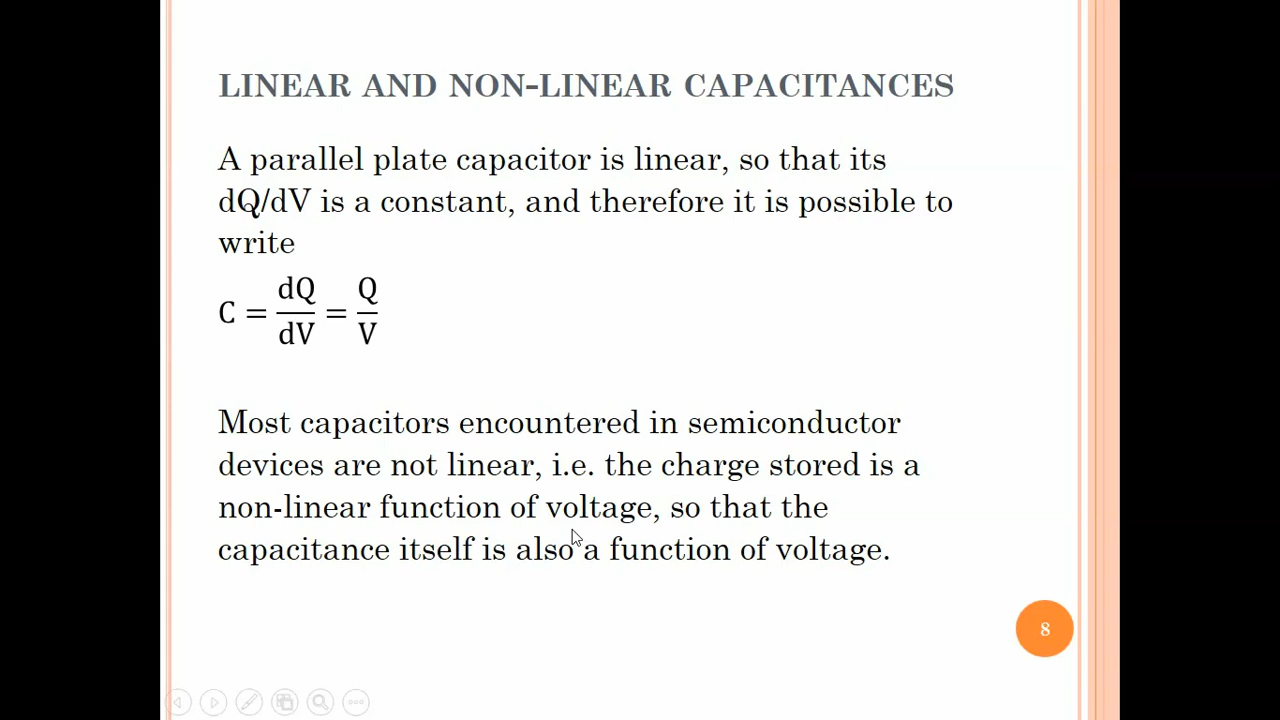 LINEAR AND NON-LINEAR CAPACITANCES
A parallel plate capacitor is linear, so that its
dQ/dV is a constant, and therefore it is possible to
write
C = dQ/dV = Q/V
Most capacitors encountered in semiconductor
devices are not linear, i.e. the charge stored is a
non-linear function of voltage, so that the
capacitance itself is also a function of voltage.
8